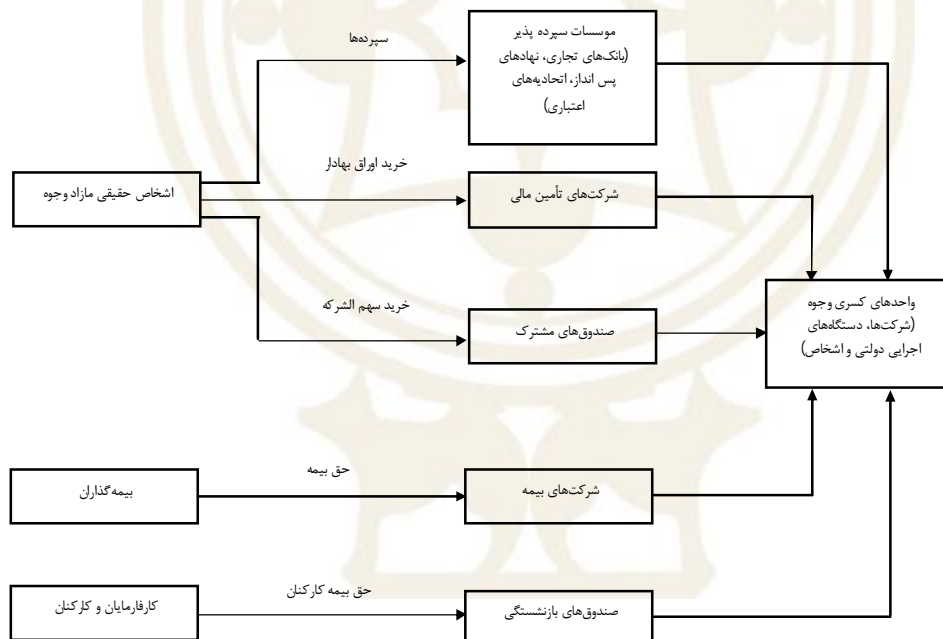 سپرده‌ها
موسسات سپرده پذیر
(بانک‌های تجاری، نهادهای
پس انداز، اتحادیه‌های
اعتباری)
خرید اوراق بهادار
اشخاص حقیقی مازاد وجوه
شرکت‌های تأمین مالی
خرید سهم الشرکه
صندوق‌های مشترک
واحدهای کسری وجوه
(شرکت‌ها، دستگاه‌های
اجرایی دولتی و اشخاص)
حق بیمه
بیمه‌گذاران
شرکت‌های بیمه
حق بیمه کارکنان
کارفارمایان و کارکنان
صندوق‌های بازنشستگی